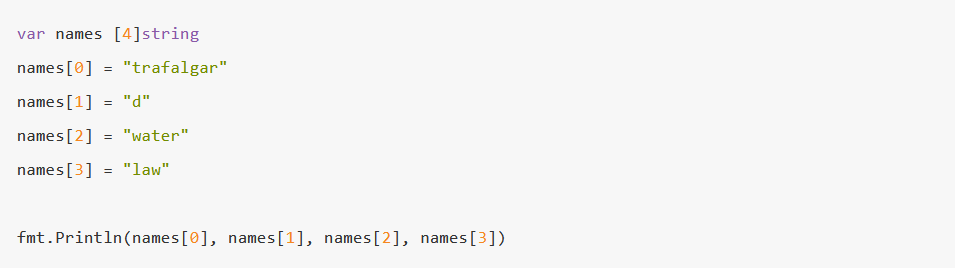 var names [4]string
names[0] = "trafalgar"
names[1] = "d"
names[2] = "water"
names[3] = "law"
fmt.Println(names[0], names[1], names[2], names[3])